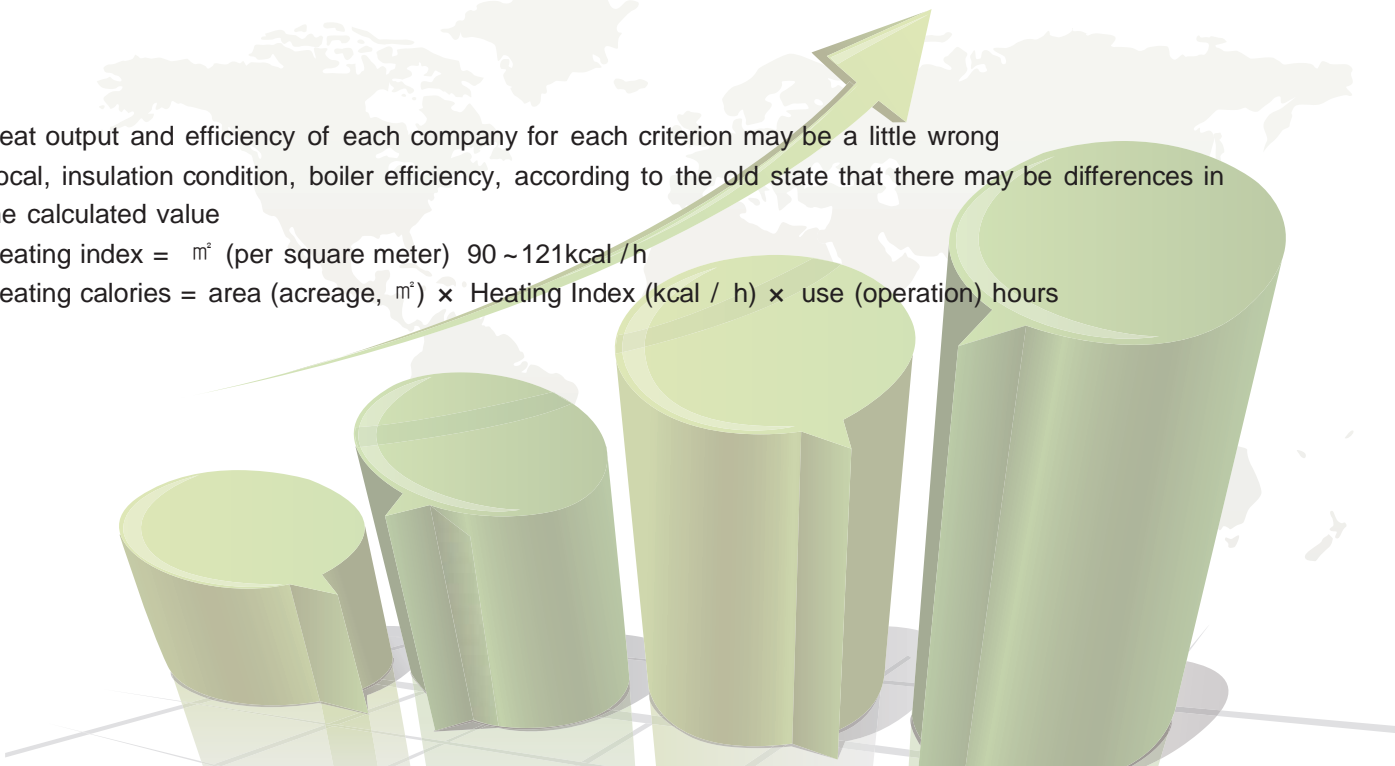 eat output and efficiency of each company for each criterion may be a little wrong
ocal, insulation condition, boiler efficiency, according to the old state that there may be differences in
e calculated value
eating index = ㎡ (per square meter) 90 ~121kcal /h
eating calories = area (acreage, ㎡) × Heating Index (kcal / h) × use (operation) hours